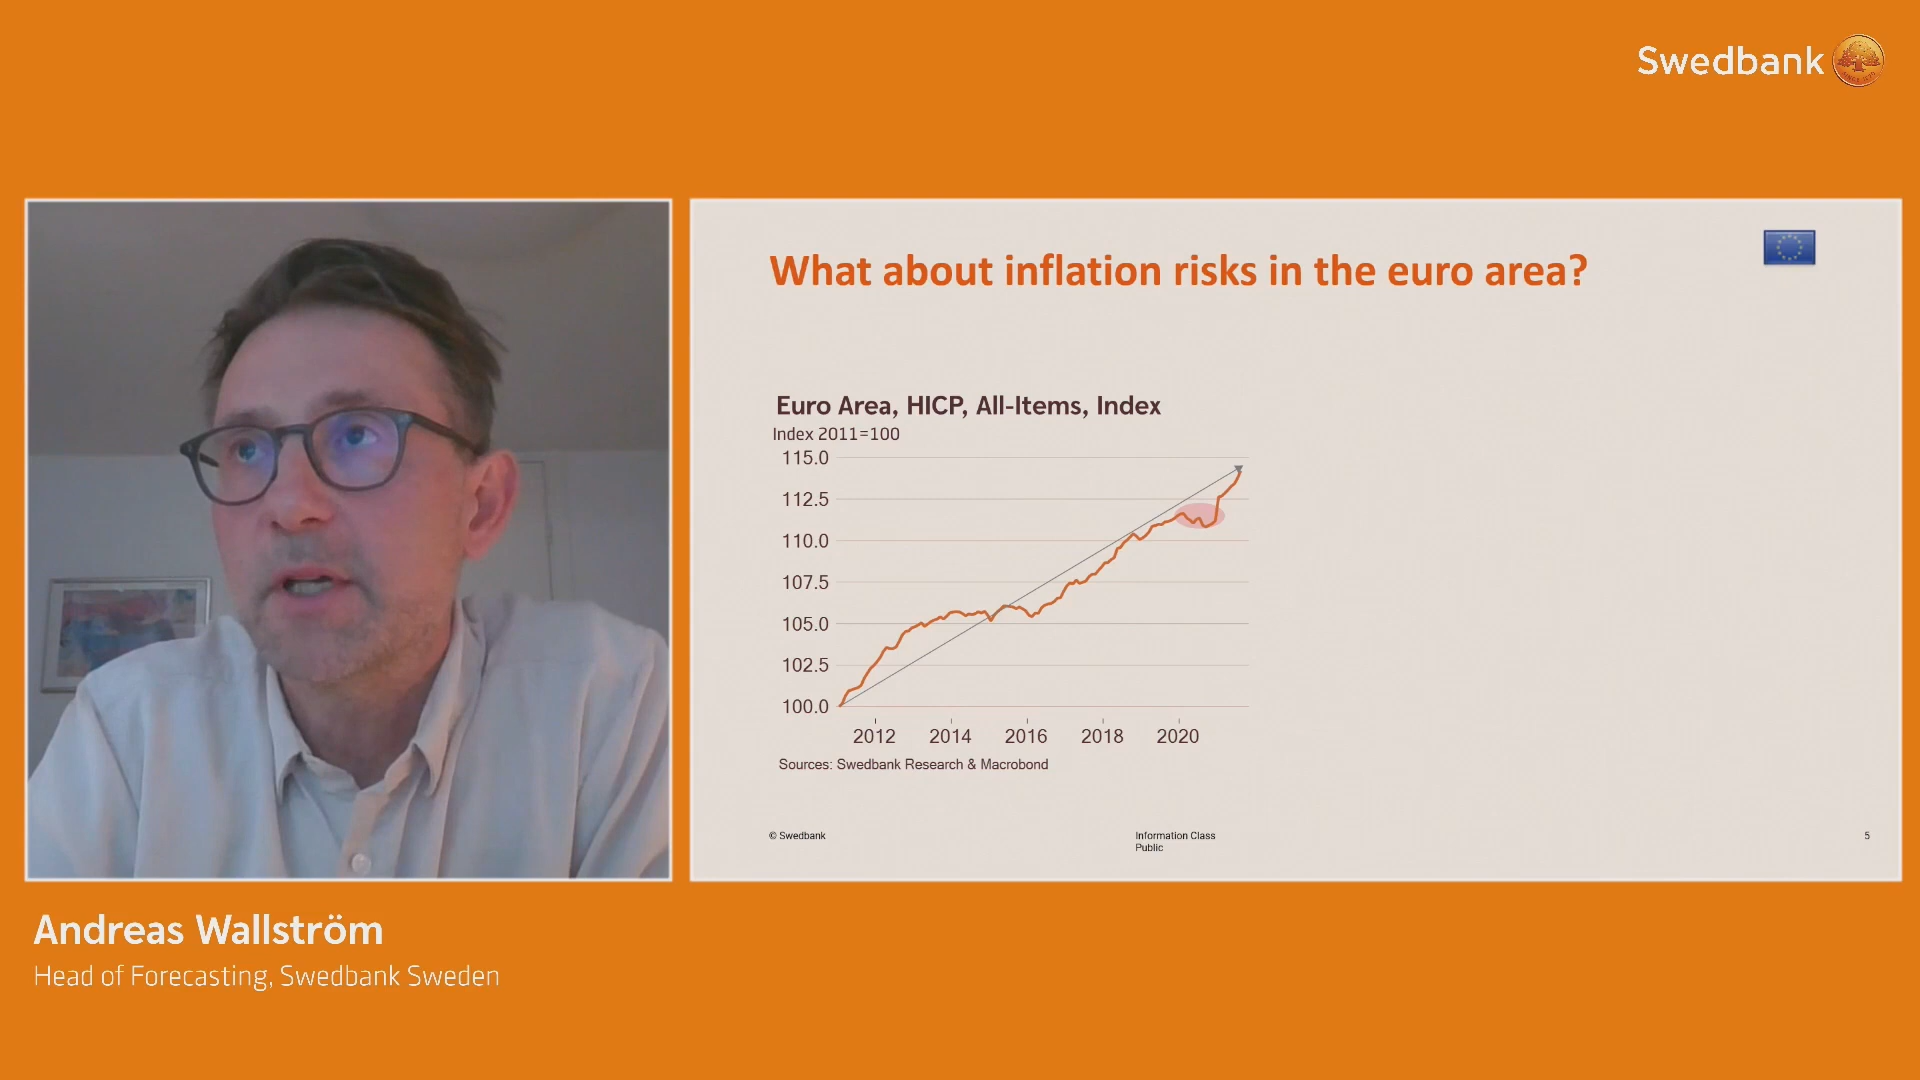 Swedbank
What about inflation risks in the euro area?
Euro Area, HICP, All-Items, Index
Index 2011=100
115.0
112.5
110.0
107.5
105.0
102.5
100.0
2012 2014 2016 2018 2020
Sources: Swedbank Research & Macrobond
© Swedbank
Information Class
Public
5
Andreas Wallström
Head of Forecasting, Swedbank Sweden